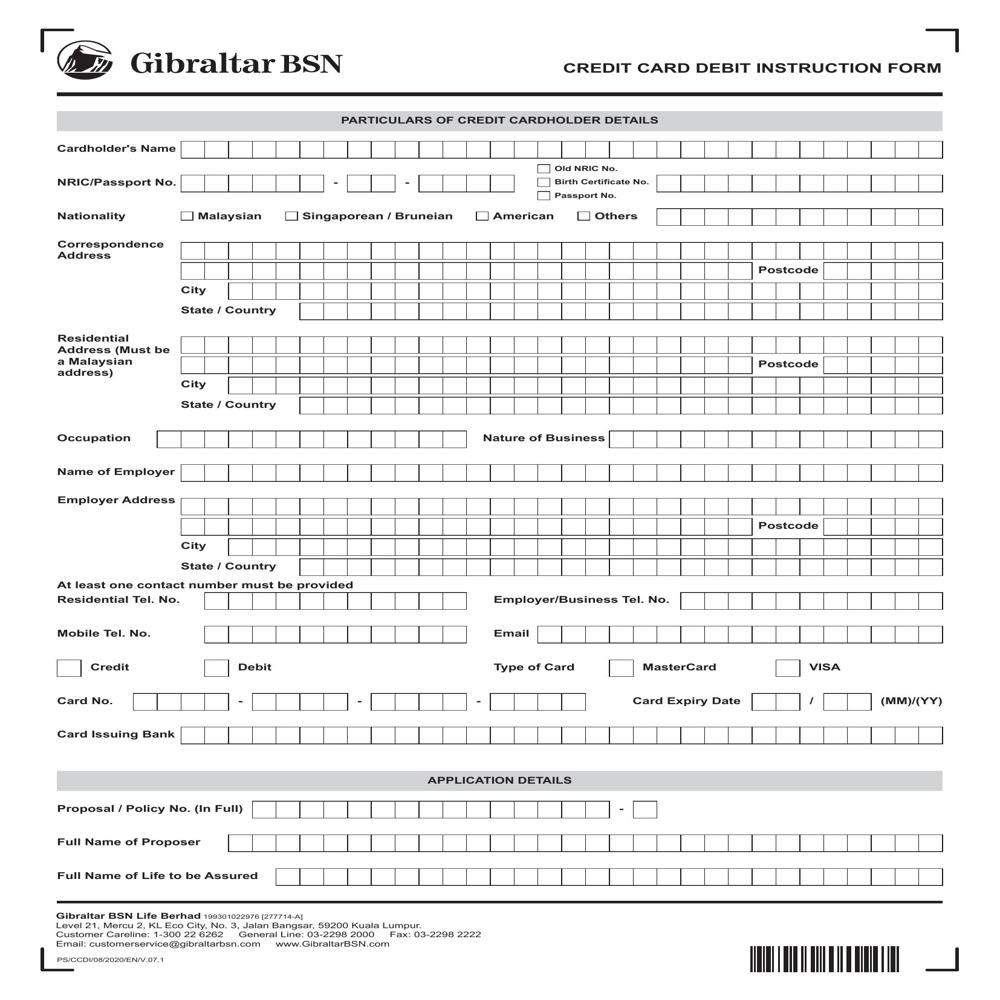 Gibraltar BSN
CREDIT CARD DEBIT INSTRUCTION FORM
PARTICULARS OF CREDIT CARDHOLDER DETAILS
Cardholder's Name
Old NRIC No.
NRIC/Passport No. - - Birth Certificate No.
Passport No.
Nationality Malaysian Singaporean / Bruneian American Others
Correspondence
Address
Postcode
City
State / Country
Residential
Address (Must be
a Malaysian
address)
Postcode
City
State / Country
Occupation Nature of Business
Name of Employer
Employer Address
Postcode
City
State / Country
At least one contact number must be provided
Residential Tel. No. Employer/Business Tel. No.
Mobile Tel. No. Email
Credit Debit Type of Card MasterCard VISA
Card No. - - - Card Expiry Date / (MM)/(YY)
Card Issuing Bank
APPLICATION DETAILS
Proposal / Policy No. (In Full) -
Full Name of Proposer
Full Name of Life to be Assured
Gibraltar BSN Life Berhad 199301022976 [277714-A]
Level 21, Mercu 2, KL Eco City, No. 3, Jalan Bangsar, 59200 Kuala Lumpur.
Customer Careline: 1-300 22 6262 General Line: 03-2298 2000 Fax: 03-2298 2222
Email: customerservice@gibraltarbsn.com www.GibraltarBSN.com
PS/CCDI/08/2020/EN/V.07.1